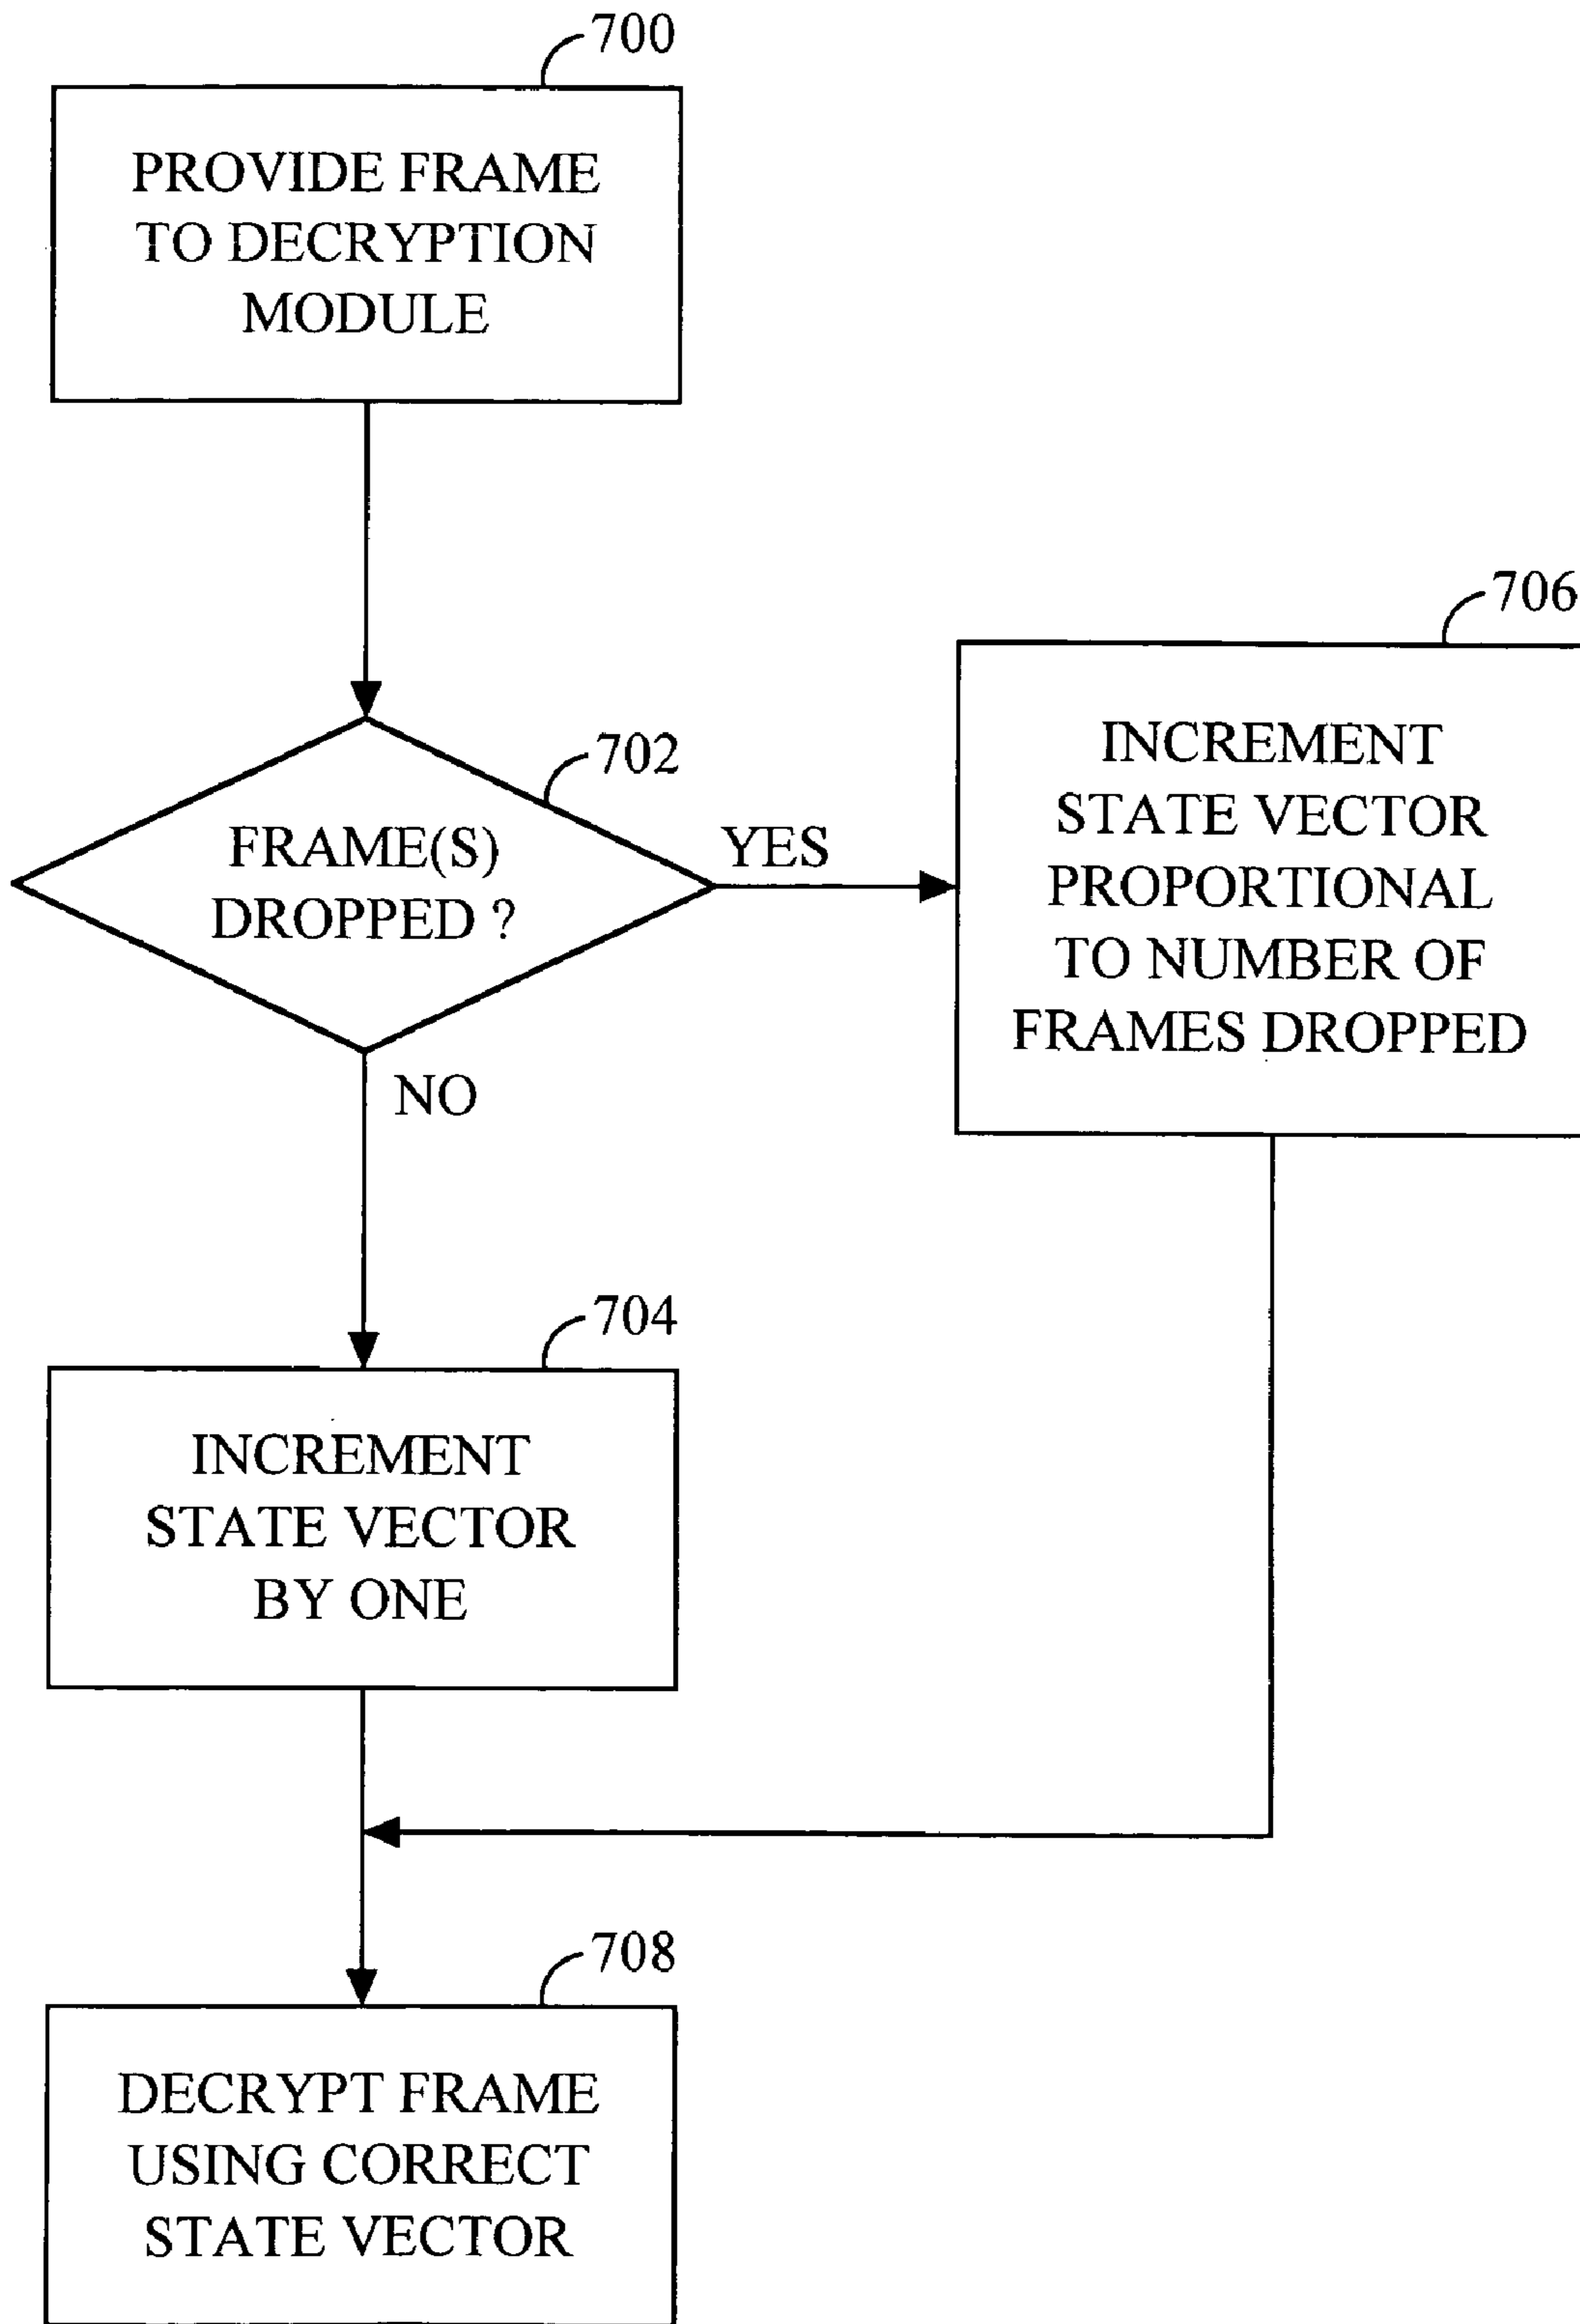 700
PROVIDE FRAME
TO DECRYPTION
MODULE
702
FRAME(S)
DROPPED ?
YES
NO
706
INCREMENT
STATE VECTOR
PROPORTIONAL
TO NUMBER OF
FRAMES DROPPED
704
INCREMENT
STATE VECTOR
BY ONE
708
DECRYPT FRAME
USING CORRECT
STATE VECTOR